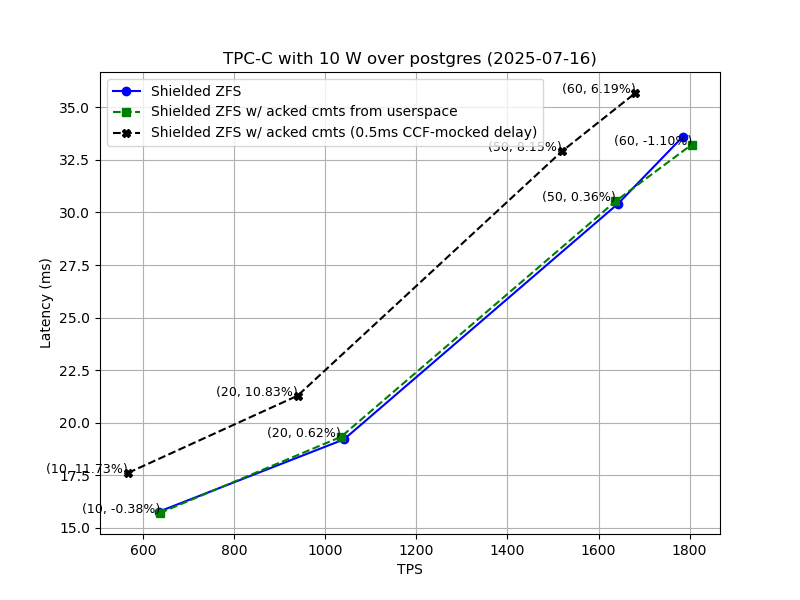 TPC-C with 10 W over postgres (2025-07-16)
Shielded ZFS
Shielded ZFS w/ acked cmts from userspace
Shielded ZFS w/ acked cmts (0.5ms CCF-mocked delay)
(60, 6.19%)
(50, 8.15%)
(60, -1.10%)
(50, 0.36%)
(20, 10.83%)
(20, 0.62%)
(10, 11.73%)
(10, -0.38%)
35.0
32.5
30.0
27.5
25.0
22.5
20.0
17.5
15.0
Latency (ms)
600 800 1000 1200 1400 1600 1800
TPS